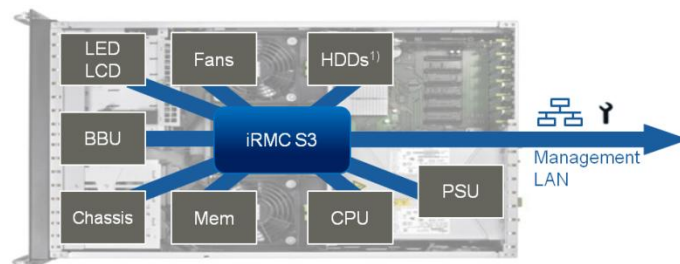 LED
LCD
Fans
HDDs¹⁾
BBU
iRMC S3
Management
LAN
Chassis
Mem
CPU
PSU